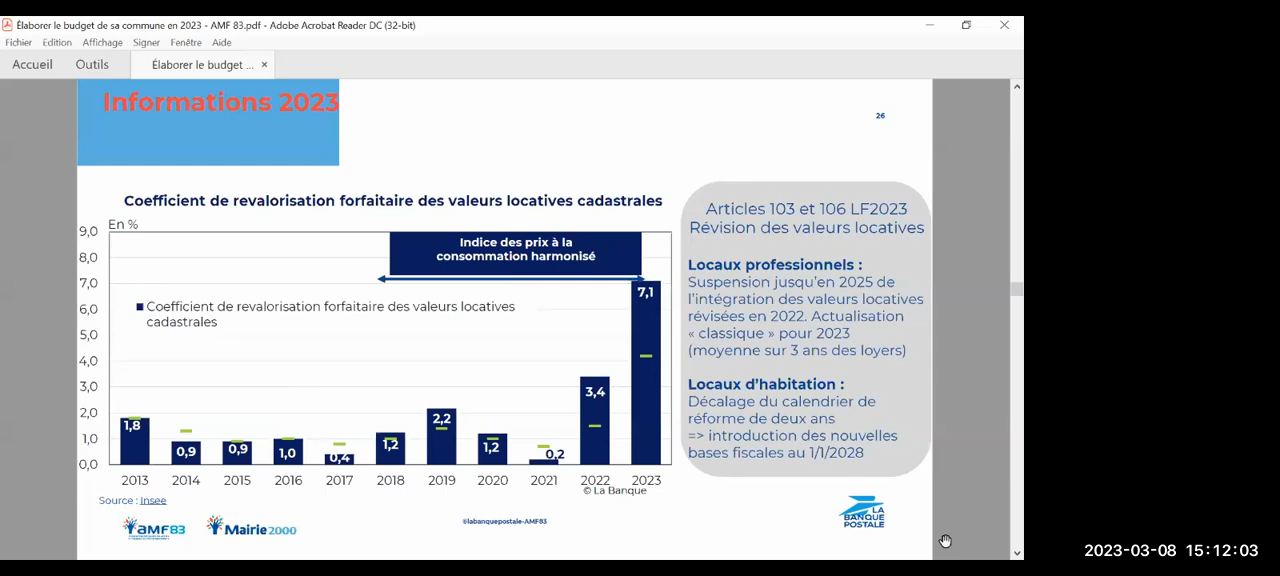 Élaborer le budget de sa commune en 2023 - AMF 83.pdf - Adobe Acrobat Reader DC (32-bit)
Fichier Edition Affichage Signer Fenêtre Aide
Accueil Outils Élaborer le budget ... ×
Informations 2023
26
Coefficient de revalorisation forfaitaire des valeurs locatives cadastrales
En %
9,0
8,0
7,0
6,0
5,0
4,0
3,0
2,0
1,0
0,0
Indice des prix à la
consommation harmonisé
Coefficient de revalorisation forfaitaire des valeurs locatives
cadastrales
1,8
0,9
0,9
1,0
0,4
1,2
2,2
1,2
0,2
3,4
7,1
2013 2014 2015 2016 2017 2018 2019 2020 2021 2022 2023
© La Banque
Source : Insee
Articles 103 et 106 LF2023
Révision des valeurs locatives
Locaux professionnels :
Suspension jusqu'en 2025 de
l'intégration des valeurs locatives
révisées en 2022. Actualisation
« classique » pour 2023
(moyenne sur 3 ans des loyers)
Locaux d'habitation :
Décalage du calendrier de
réforme de deux ans
=> introduction des nouvelles
bases fiscales au 1/1/2028
AMF83
Mairie2000
©labanquepostale-AMF83
LA
BANQUE
POSTALE
2023-03-08 15:12:03